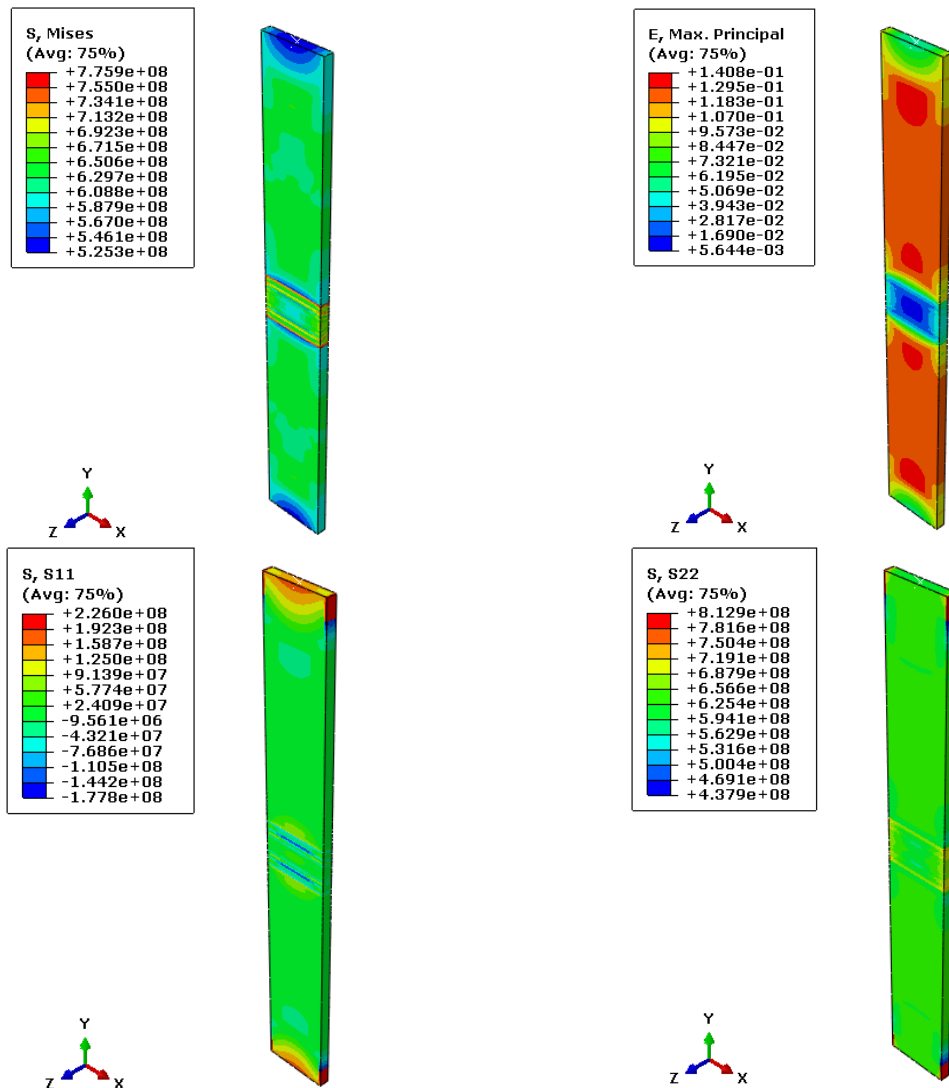 S, Mises
(Avg: 75%)
+7.759e+08
+7.550e+08
+7.341e+08
+7.132e+08
+6.923e+08
+6.715e+08
+6.506e+08
+6.297e+08
+6.088e+08
+5.879e+08
+5.670e+08
+5.461e+08
+5.253e+08
Y
Z
X
E, Max. Principal
(Avg: 75%)
+1.408e-01
+1.295e-01
+1.183e-01
+1.070e-01
+9.573e-02
+8.447e-02
+7.321e-02
+6.195e-02
+5.069e-02
+3.943e-02
+2.817e-02
+1.690e-02
+5.644e-03
Y
Z
X
S, S11
(Avg: 75%)
+2.260e+08
+1.923e+08
+1.587e+08
+1.250e+08
+9.139e+07
+5.774e+07
+2.409e+07
-9.561e+06
-4.321e+07
-7.686e+07
-1.105e+08
-1.442e+08
-1.778e+08
Y
Z
X
S, S22
(Avg: 75%)
+8.129e+08
+7.816e+08
+7.504e+08
+7.191e+08
+6.879e+08
+6.566e+08
+6.254e+08
+5.941e+08
+5.629e+08
+5.316e+08
+5.004e+08
+4.691e+08
+4.379e+08
Y
Z
X